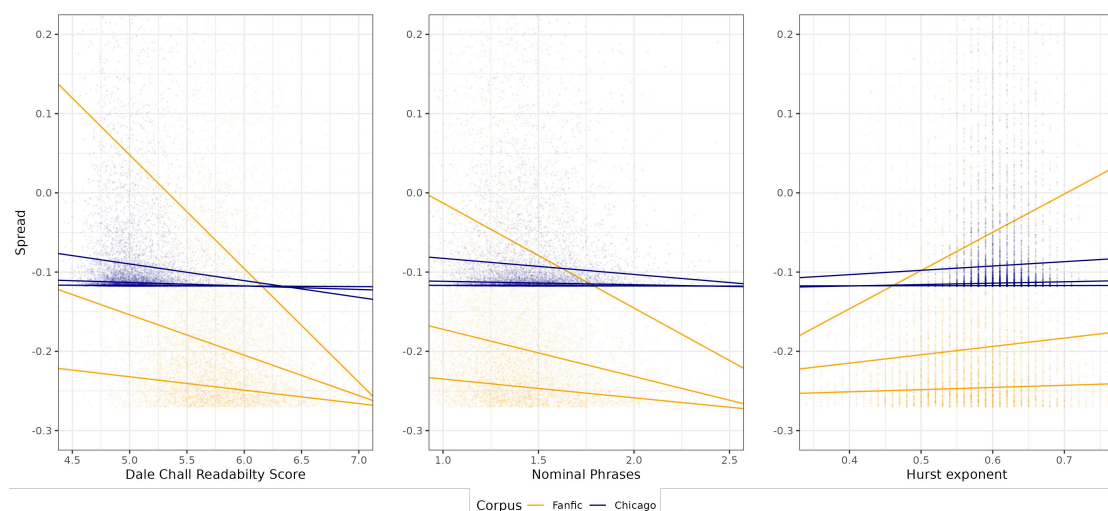 Spread
0.2
0.1
0.0
-0.1
-0.2
-0.3
4.5 5.0 5.5 6.0 6.5 7.0
Dale Chall Readabilty Score
0.2
0.1
0.0
-0.1
-0.2
-0.3
1.0 1.5 2.0 2.5
Nominal Phrases
0.2
0.1
0.0
-0.1
-0.2
-0.3
0.4 0.5 0.6 0.7
Hurst exponent
Corpus Fanfic Chicago